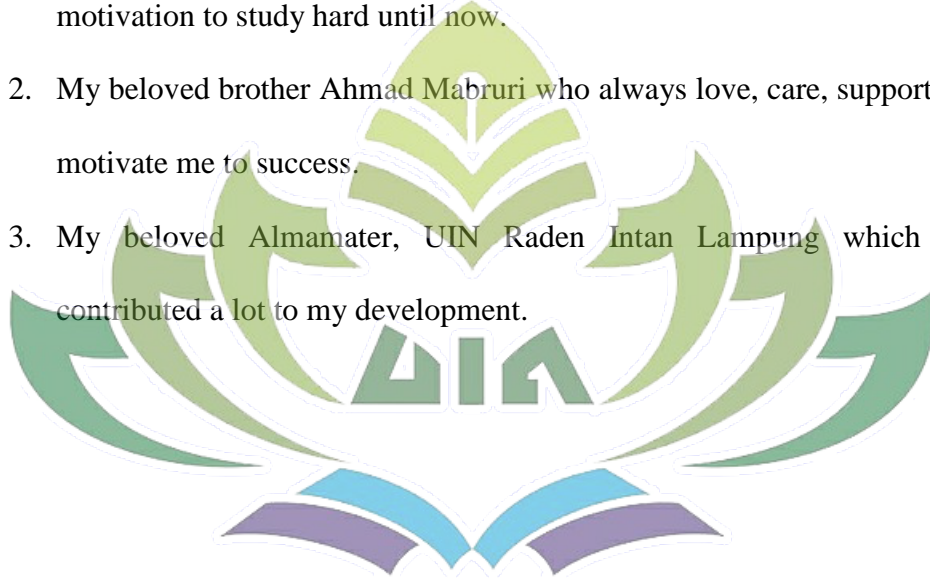 motivation to study hard until now.
2. My beloved brother Ahmad Mabruri who always love, care, support
motivate me to success.
3. My beloved Almamater, UIN Raden Intan Lampung which
contributed a lot to my development.
UIN